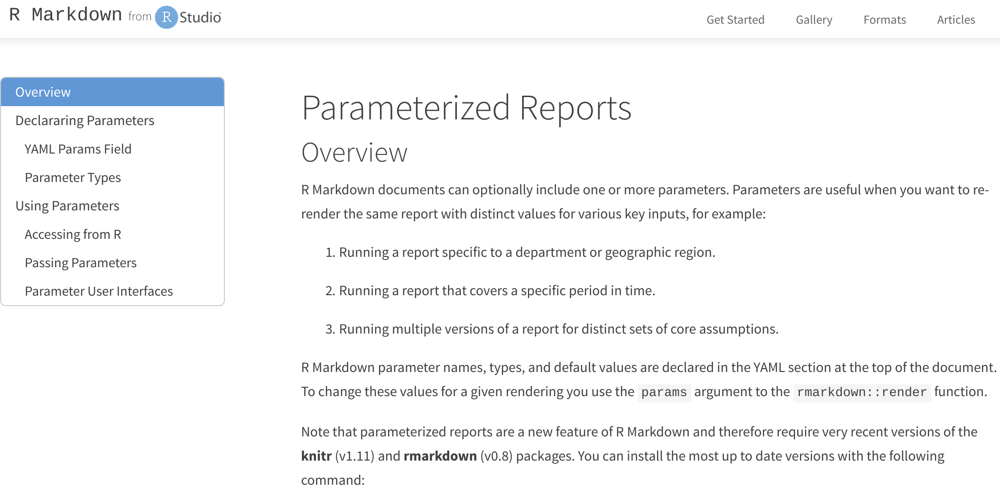 R Markdown from R Studio
Get Started Gallery Formats Articles
Overview
Declararing Parameters
YAML Params Field
Parameter Types
Using Parameters
Accessing from R
Passing Parameters
Parameter User Interfaces
Parameterized Reports
Overview
R Markdown documents can optionally include one or more parameters. Parameters are useful when you want to re-
render the same report with distinct values for various key inputs, for example:
1. Running a report specific to a department or geographic region.
2. Running a report that covers a specific period in time.
3. Running multiple versions of a report for distinct sets of core assumptions.
R Markdown parameter names, types, and default values are declared in the YAML section at the top of the document.
To change these values for a given rendering you use the params argument to the rmarkdown::render function.
Note that parameterized reports are a new feature of R Markdown and therefore require very recent versions of the
knitr (v1.11) and rmarkdown (v0.8) packages. You can install the most up to date versions with the following
command: